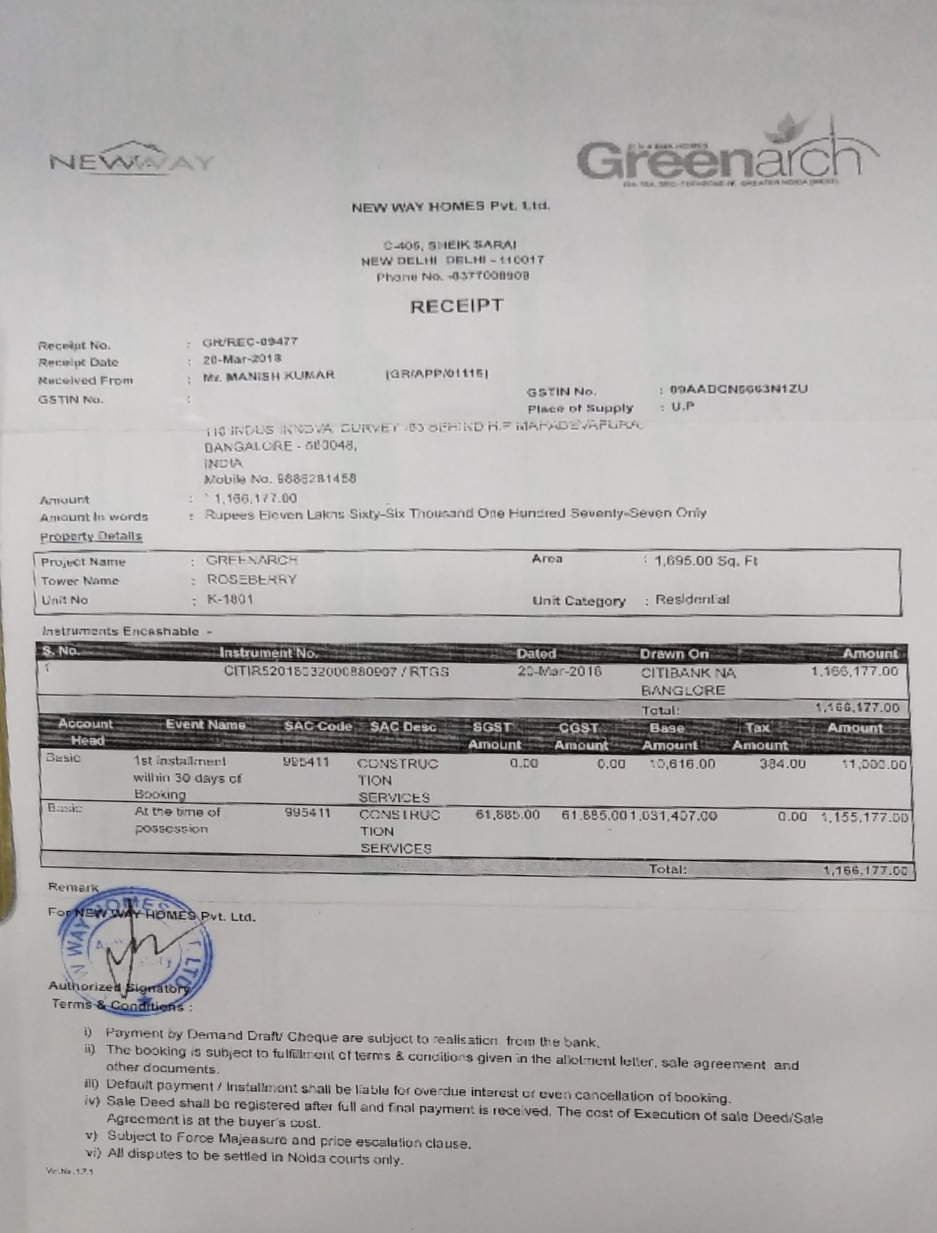 NEWWAY
Greenarch
NEW WAY HOMES Pvt. Ltd.
C-406, SHEIK SARAI
NEW DELHI DELHI - 110017
Phone No. -8377008909
RECEIPT
Receipt No. : GR/REC-09477
Receipt Date : 20-Mar-2018
Received From : Mr. MANISH KUMAR [GR/APP/01115]
GSTIN No. :
GSTIN No. : 09AADCN5663N1ZU
Place of Supply : U.P
BEHIND H.P MAHADEVAPURA,
BANGALORE - 560048,
INDIA
Mobile No. 9886281458
Amount : ` 1,166,177.00
Amount In words : Rupees Eleven Lakhs Sixty-Six Thousand One Hundred Seventy-Seven Only
Property Details
Project Name : GREENARCH Area : 1,695.00 Sq. Ft
Tower Name : ROSEBERRY
Unit No : K-1801 Unit Category : Residential
Instruments Encashable -
S. No. Instrument No. Dated Drawn On Amount
1 CITIR52018032000880907 / RTGS 20-Mar-2018 CITIBANK NA 1,166,177.00
BANGLORE
Total: 1,166,177.00
Account Event Name SAC Code SAC Desc SGST CGST Base Tax Amount
Head Amount Amount Amount Amount
Basic 1st installment 995411 CONSTRUC 0.00 0.00 10,616.00 384.00 11,000.00
within 30 days of TION
Booking SERVICES
Basic At the time of 995411 CONSTRUC 61,885.00 61,885.00 1,031,407.00 0.00 1,155,177.00
possession TION
SERVICES
Total: 1,166,177.00
Remark
For NEW WAY HOMES Pvt. Ltd.
Authorized Signatory
Terms & Conditions :
i) Payment by Demand Draft/ Cheque are subject to realisation from the bank.
ii) The booking is subject to fulfillment of terms & conditions given in the allotment letter, sale agreement and
other documents.
iii) Default payment / Installment shall be liable for overdue interest or even cancellation of booking.
iv) Sale Deed shall be registered after full and final payment is received. The cost of Execution of sale Deed/Sale
Agreement is at the buyer's cost.
v) Subject to Force Majeasure and price escalation clause.
vi) All disputes to be settled in Noida courts only.
Ver.No.:1.7.1